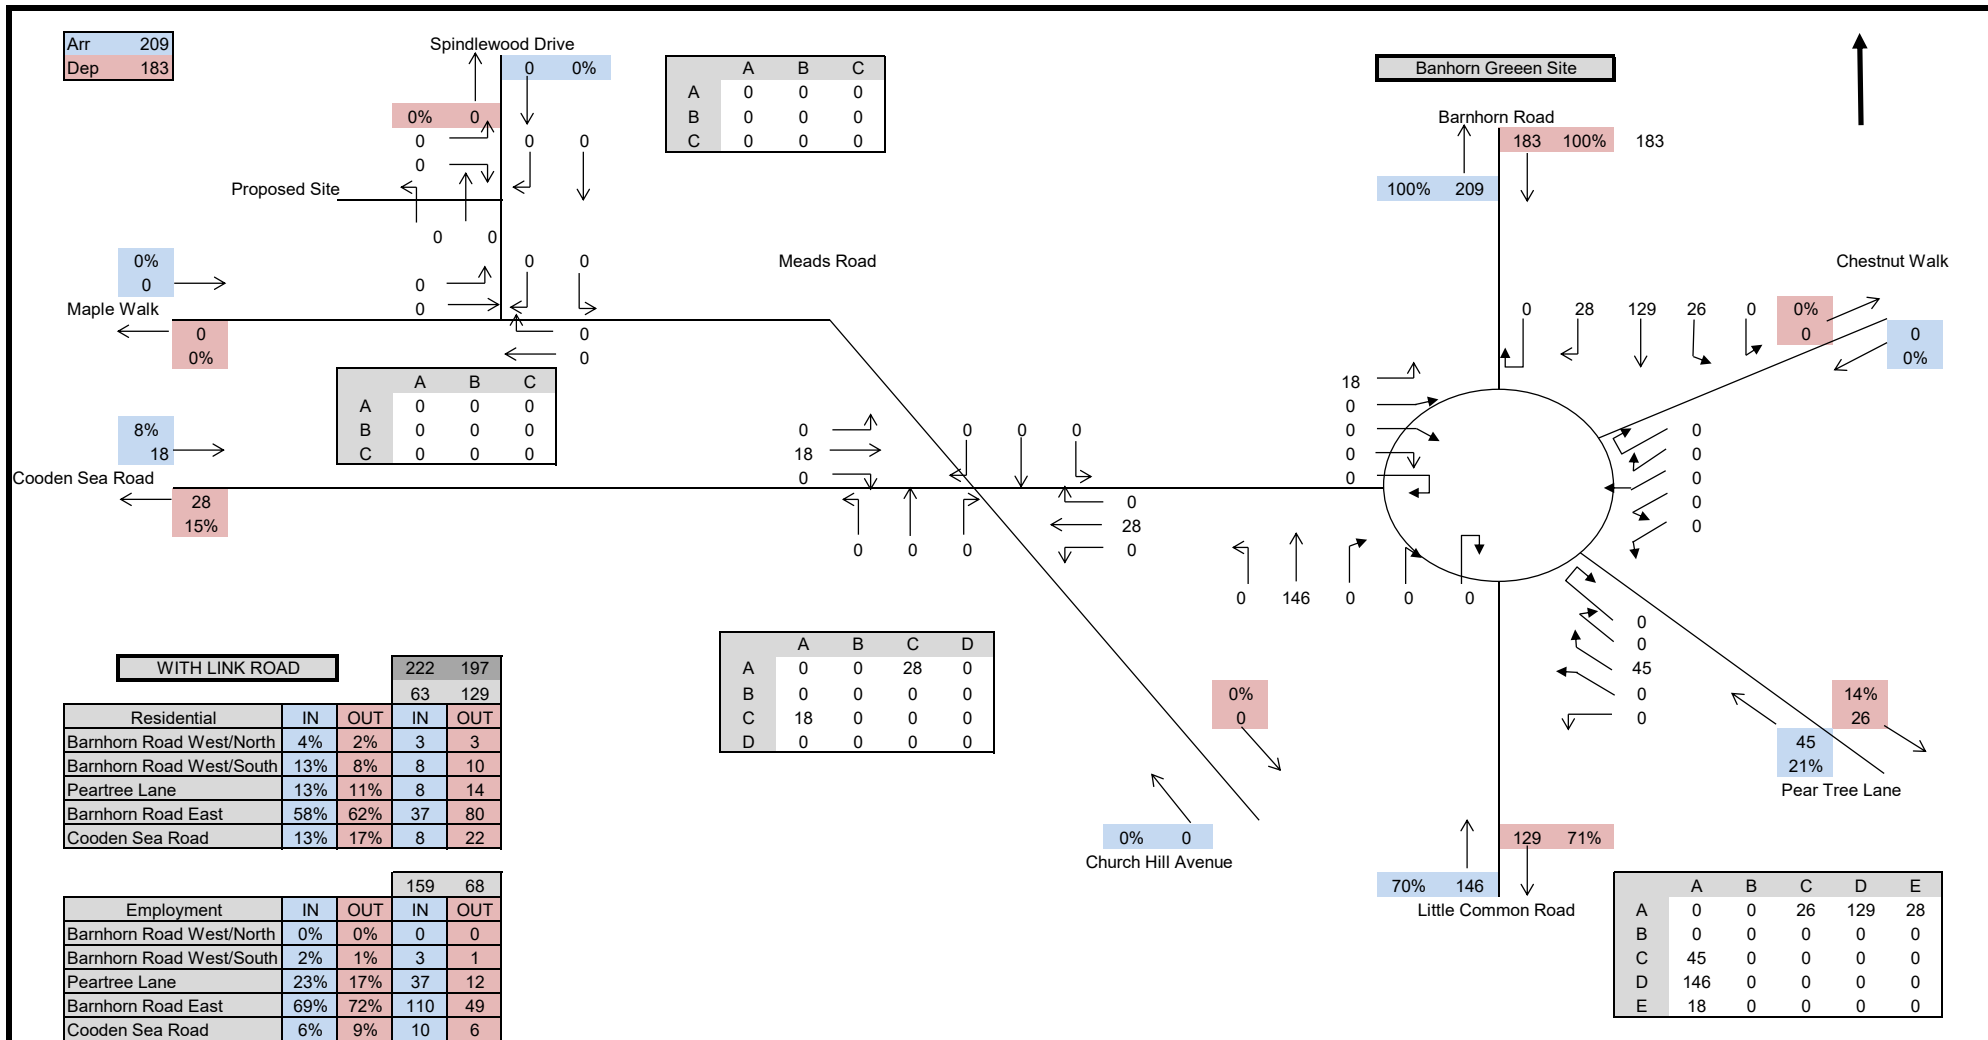 Arr 209
Dep 183
Spindlewood Drive
0 0%
0% 0
0 0 0
0
Proposed Site
0 0
A B C
A 0 0 0
B 0 0 0
C 0 0 0
Banhorn Greeen Site
Barnhorn Road
183 100% 183
100% 209
0%
0
Maple Walk
0
0%
0 0 0
0
0
0
Meads Road
Chestnut Walk
0 28 129 26 0
0%
0
0
0%
A B C
A 0 0 0
B 0 0 0
C 0 0 0
8%
18
Cooden Sea Road
28
15%
0
18
0
0 0 0
0 0 0
0
28
0
18
0
0
0
0
0
0
0
0
0
0 146 0 0 0
0
0
45
0
0
A B C D
A 0 0 28 0
B 0 0 0 0
C 18 0 0 0
D 0 0 0 0
0%
0
0% 0
Church Hill Avenue
14%
26
45
21%
Pear Tree Lane
129 71%
70% 146
Little Common Road
A B C D E
A 0 0 26 129 28
B 0 0 0 0 0
C 45 0 0 0 0
D 146 0 0 0 0
E 18 0 0 0 0
WITH LINK ROAD 222 197
63 129
Residential IN OUT IN OUT
Barnhorn Road West/North 4% 2% 3 3
Barnhorn Road West/South 13% 8% 8 10
Peartree Lane 13% 11% 8 14
Barnhorn Road East 58% 62% 37 80
Cooden Sea Road 13% 17% 8 22
159 68
Employment IN OUT IN OUT
Barnhorn Road West/North 0% 0% 0 0
Barnhorn Road West/South 2% 1% 3 1
Peartree Lane 23% 17% 37 12
Barnhorn Road East 69% 72% 110 49
Cooden Sea Road 6% 9% 10 6